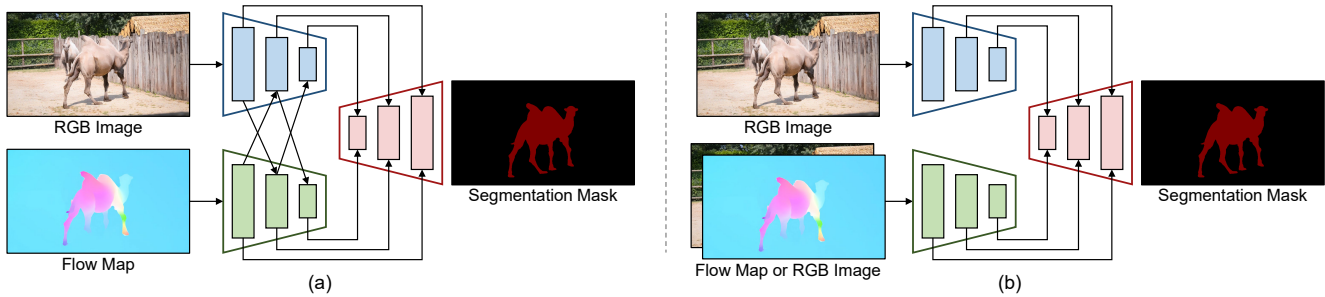 RGB Image
Flow Map
Segmentation Mask
(a)
RGB Image
Flow Map or RGB Image
Segmentation Mask
(b)